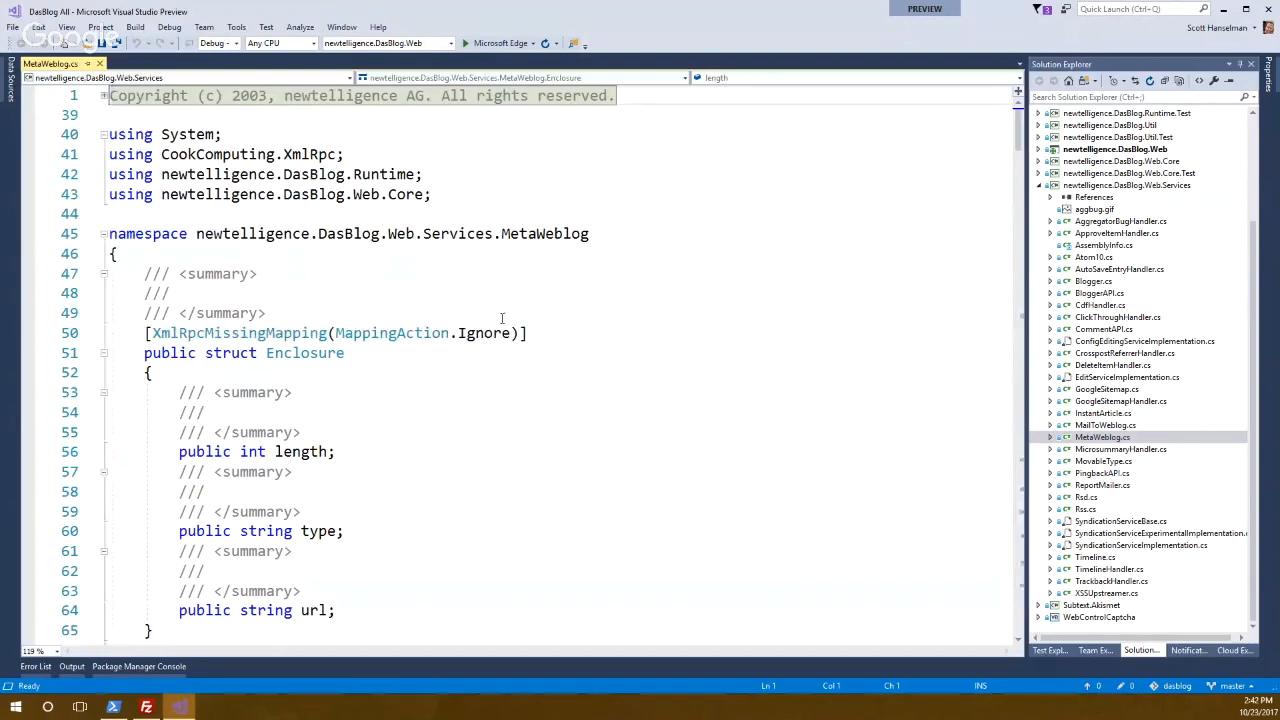 DasBlog All - Microsoft Visual Studio Preview
PREVIEW
3
Quick Launch (Ctrl+Q)
File Edit View Project Build Debug Team Tools Test Analyze Window Help
Scott Hanselman
Google
Debug
Any CPU
newtelligence.DasBlog.Web
Microsoft Edge
Data Sources
MetaWeblog.cs
newtelligence.DasBlog.Web.Services
newtelligence.DasBlog.Web.Services.MetaWeblog.Enclosure
length
1 Copyright (c) 2003, newtelligence AG. All rights reserved.
39
40 using System;
41 using CookComputing.XmlRpc;
42 using newtelligence.DasBlog.Runtime;
43 using newtelligence.DasBlog.Web.Core;
44
45 namespace newtelligence.DasBlog.Web.Services.MetaWeblog
46 {
47 /// <summary>
48 ///
49 /// </summary>
50 [XmlRpcMissingMapping(MappingAction.Ignore)]
51 public struct Enclosure
52 {
53 /// <summary>
54 ///
55 /// </summary>
56 public int length;
57 /// <summary>
58 ///
59 /// </summary>
60 public string type;
61 /// <summary>
62 ///
63 /// </summary>
64 public string url;
65 }
119 %
Solution Explorer
Search Solution Explorer (Ctrl+;)
newtelligence.DasBlog.Runtime.Test
newtelligence.DasBlog.Util
newtelligence.DasBlog.Util.Test
newtelligence.DasBlog.Web
newtelligence.DasBlog.Web.Core
newtelligence.DasBlog.Web.Core.Test
newtelligence.DasBlog.Web.Services
References
aggbug.gif
AggregatorBugHandler.cs
ApproveItemHandler.cs
AssemblyInfo.cs
Atom10.cs
AutoSaveEntryHandler.cs
Blogger.cs
BloggerAPI.cs
CdfHandler.cs
ClickThroughHandler.cs
CommentAPI.cs
ConfigEditingServiceImplementation.cs
CrosspostReferrerHandler.cs
DeleteItemHandler.cs
EditServiceImplementation.cs
GoogleSitemap.cs
GoogleSitemapHandler.cs
InstantArticle.cs
MailToWeblog.cs
MetaWeblog.cs
MicrosummaryHandler.cs
MovableType.cs
PingbackAPI.cs
ReportMailer.cs
Rsd.cs
Rss.cs
SyndicationServiceBase.cs
SyndicationServiceExperimentalImplementation.c
SyndicationServiceImplementation.cs
Timeline.cs
TimelineHandler.cs
TrackbackHandler.cs
XSSUpstreamer.cs
Subtext.Akismet
WebControlCaptcha
Properties
Test Expl... Team Ex... Solution... Notificat... Cloud Ex...
Error List Output Package Manager Console
Ready
Ln 1 Col 1 Ch 1 INS
0 0 dasblog master
2:42 PM
10/23/2017